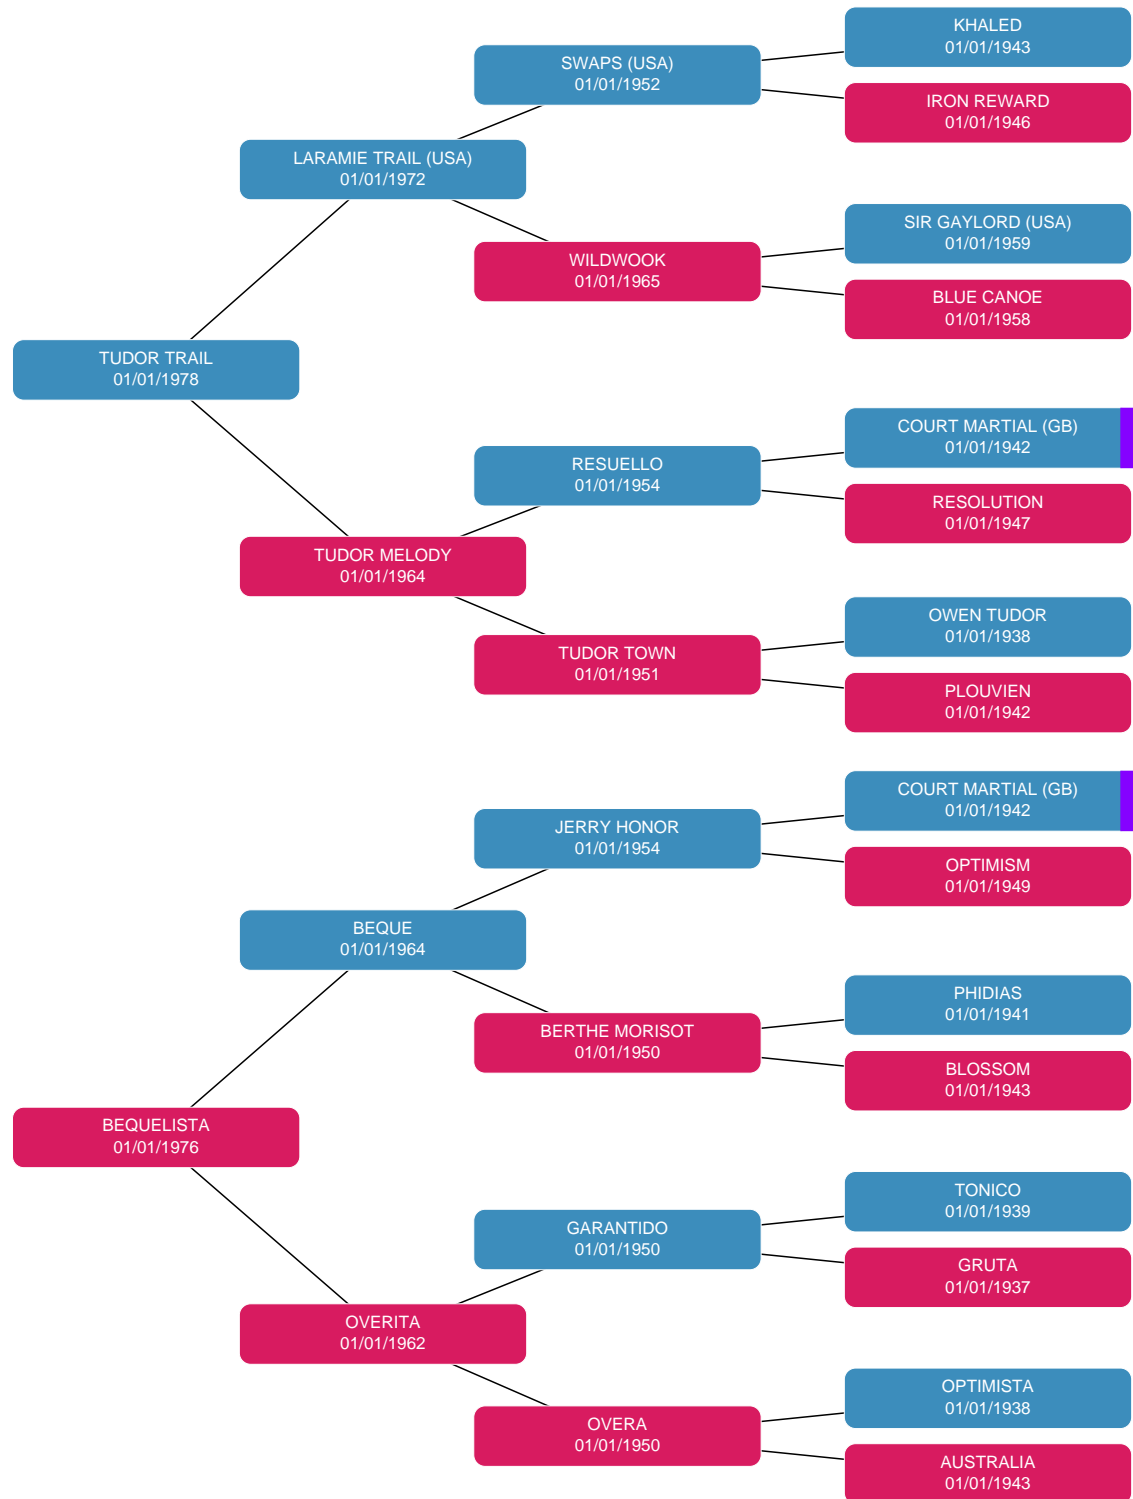 KHALED
01/01/1943
SWAPS (USA)
01/01/1952
IRON REWARD
01/01/1946
LARAMIE TRAIL (USA)
01/01/1972
SIR GAYLORD (USA)
01/01/1959
WILDWOOK
01/01/1965
BLUE CANOE
01/01/1958
TUDOR TRAIL
01/01/1978
COURT MARTIAL (GB)
01/01/1942
RESUELLO
01/01/1954
RESOLUTION
01/01/1947
TUDOR MELODY
01/01/1964
OWEN TUDOR
01/01/1938
TUDOR TOWN
01/01/1951
PLOUVIEN
01/01/1942
COURT MARTIAL (GB)
01/01/1942
JERRY HONOR
01/01/1954
OPTIMISM
01/01/1949
BEQUE
01/01/1964
PHIDIAS
01/01/1941
BERTHE MORISOT
01/01/1950
BLOSSOM
01/01/1943
BEQUELISTA
01/01/1976
TONICO
01/01/1939
GARANTIDO
01/01/1950
GRUTA
01/01/1937
OVERITA
01/01/1962
OPTIMISTA
01/01/1938
OVERA
01/01/1950
AUSTRALIA
01/01/1943